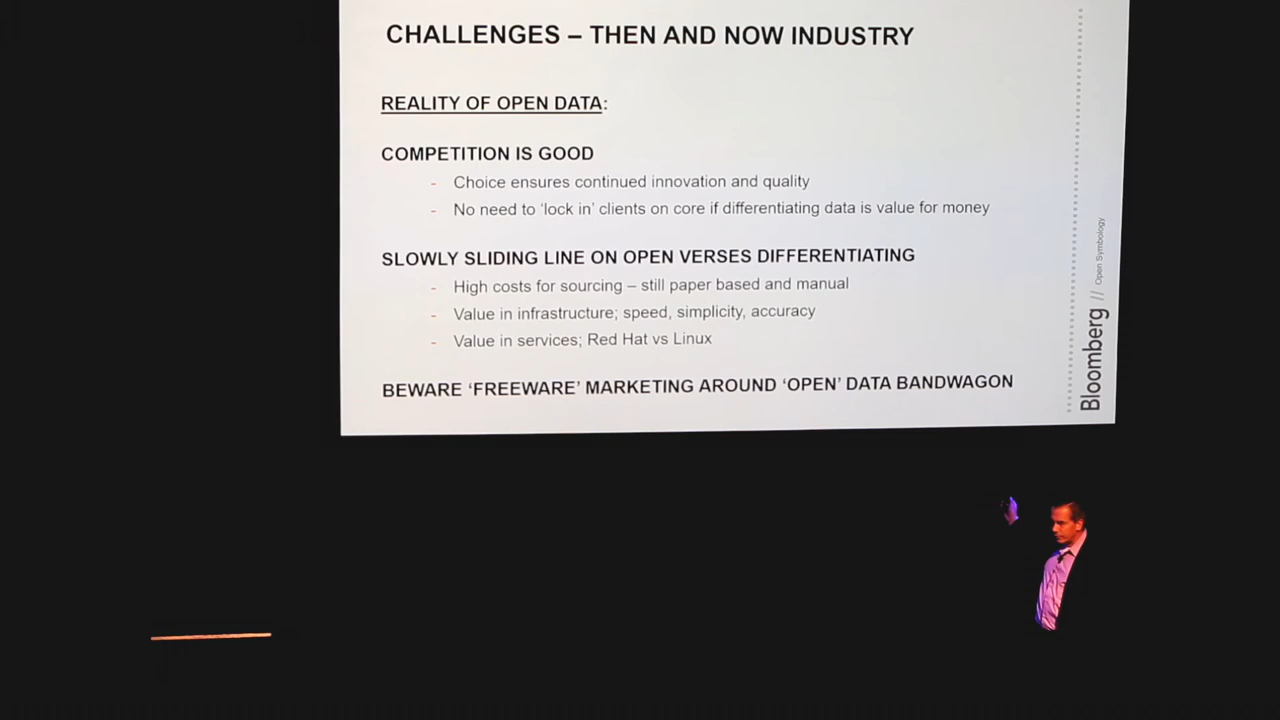 CHALLENGES – THEN AND NOW INDUSTRY
REALITY OF OPEN DATA:
COMPETITION IS GOOD
- Choice ensures continued innovation and quality
- No need to ‘lock in’ clients on core if differentiating data is value for money
SLOWLY SLIDING LINE ON OPEN VERSES DIFFERENTIATING
- High costs for sourcing – still paper based and manual
- Value in infrastructure; speed, simplicity, accuracy
- Value in services; Red Hat vs Linux
BEWARE ‘FREEWARE’ MARKETING AROUND ‘OPEN’ DATA BANDWAGON
Bloomberg // Open Symbology